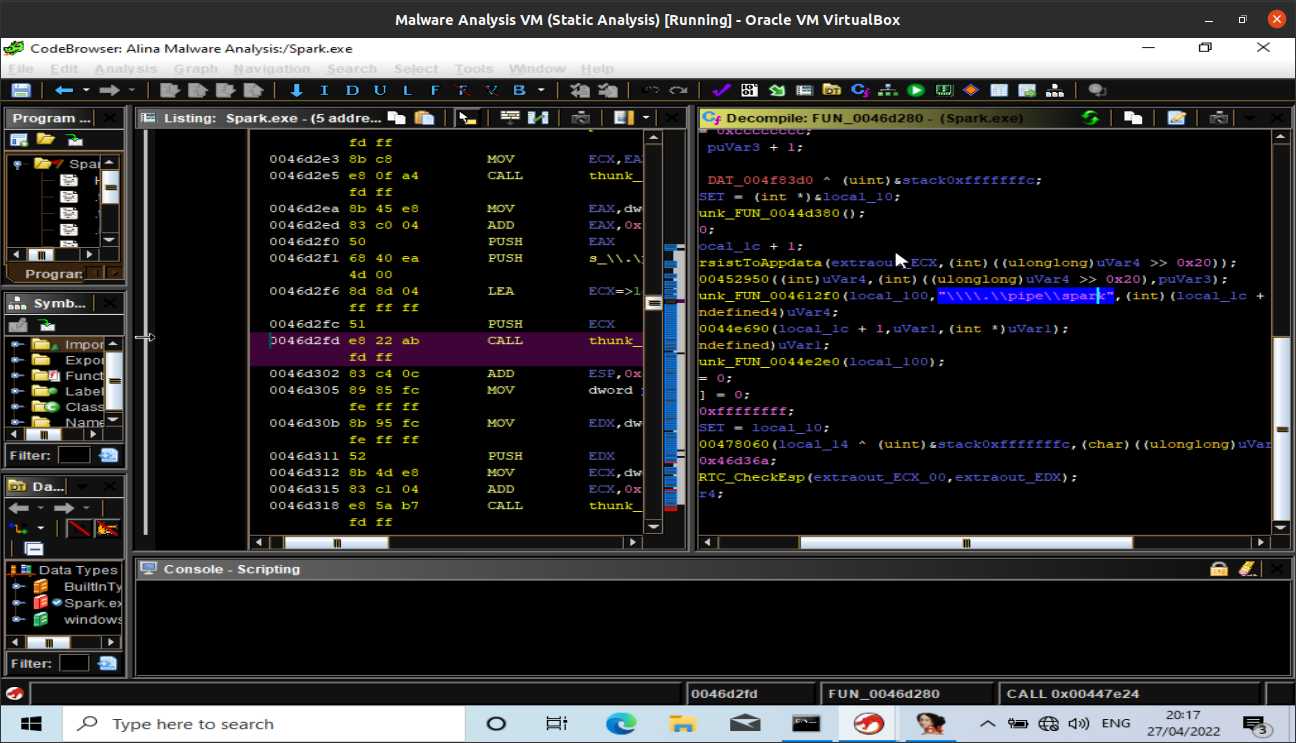 Malware Analysis VM (Static Analysis) [Running] - Oracle VM VirtualBox
CodeBrowser: Alina Malware Analysis:/Spark.exe
File Edit Analysis Graph Navigation Search Select Tools Window Help
I D U L F V B
Program ...
Spar
Program
Symb...
Impor
Expor
Funct
Label
Class
Name
Filter:
Da...
Data Types
BuiltInTy
Spark.ex
windows
Filter:
Listing: Spark.exe - (5 addre...
fd ff
0046d2e3 8b c8 MOV ECX,EA
0046d2e5 e8 0f a4 CALL thunk_
fd ff
0046d2ea 8b 45 e8 MOV EAX,dw
0046d2ed 83 c0 04 ADD EAX,0x
0046d2f0 50 PUSH EAX
0046d2f1 68 40 ea PUSH s_\\.\p
4d 00
0046d2f6 8d 8d 04 LEA ECX=>l
ff ff ff
0046d2fc 51 PUSH ECX
0046d2fd e8 22 ab CALL thunk_
fd ff
0046d302 83 c4 0c ADD ESP,0x
0046d305 89 85 fc MOV dword
fe ff ff
0046d30b 8b 95 fc MOV EDX,dw
fe ff ff
0046d311 52 PUSH EDX
0046d312 8b 4d e8 MOV ECX,dw
0046d315 83 c1 04 ADD ECX,0x
0046d318 e8 5a b7 CALL thunk_
fd ff
Decompile: FUN_0046d280 - (Spark.exe)
= 0xcccccccc;
puVar3 + 1;
DAT_004f83d0 ^ (uint)&stack0xfffffffc;
SET = (int *)&local_10;
unk_FUN_0044d380();
0;
ocal_1c + 1;
rsistToAppdata(extraout_ECX,(int)((ulonglong)uVar4 >> 0x20));
00452950((int)uVar4,(int)((ulonglong)uVar4 >> 0x20),puVar3);
unk_FUN_004612f0(local_100,"\\\\.\\pipe\\spark",(int)(local_1c +
ndefined4)uVar4;
0044e690(local_1c + 1,uVar1,(int *)uVar1);
ndefined)uVar1;
unk_FUN_0044e2e0(local_100);
= 0;
] = 0;
0xffffffff;
SET = local_10;
00478060(local_14 ^ (uint)&stack0xfffffffc,(char)((ulonglong)uVar
0x46d36a;
RTC_CheckEsp(extraout_ECX_00,extraout_EDX);
r4;
Console - Scripting
0046d2fd FUN_0046d280 CALL 0x00447e24
Type here to search
ENG
20:17
27/04/2022
3